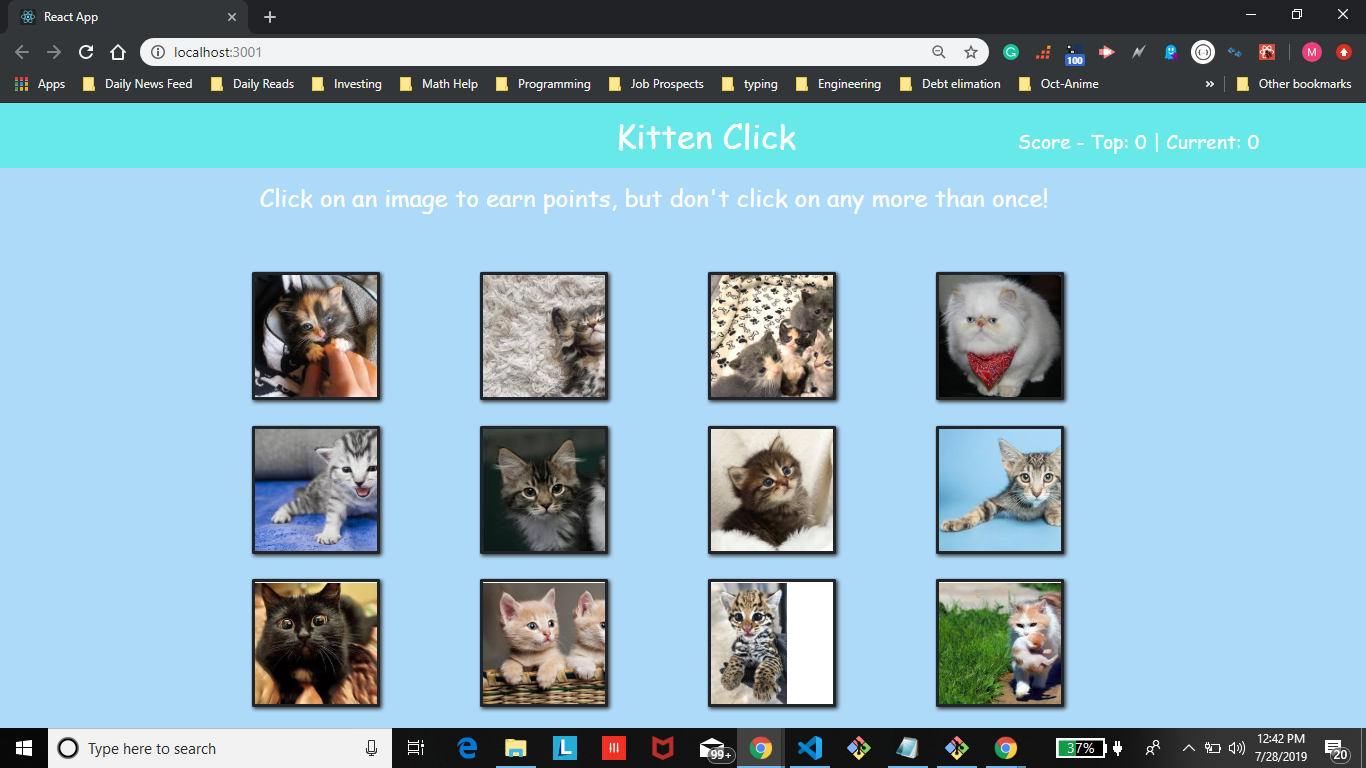 React App
localhost:3001
100
M
Apps Daily News Feed Daily Reads Investing Math Help Programming Job Prospects typing Engineering Debt elimation Oct-Anime » Other bookmarks
Kitten Click
Score - Top: 0 | Current: 0
Click on an image to earn points, but don't click on any more than once!
Type here to search
L
99+
37%
12:42 PM
7/28/2019
20